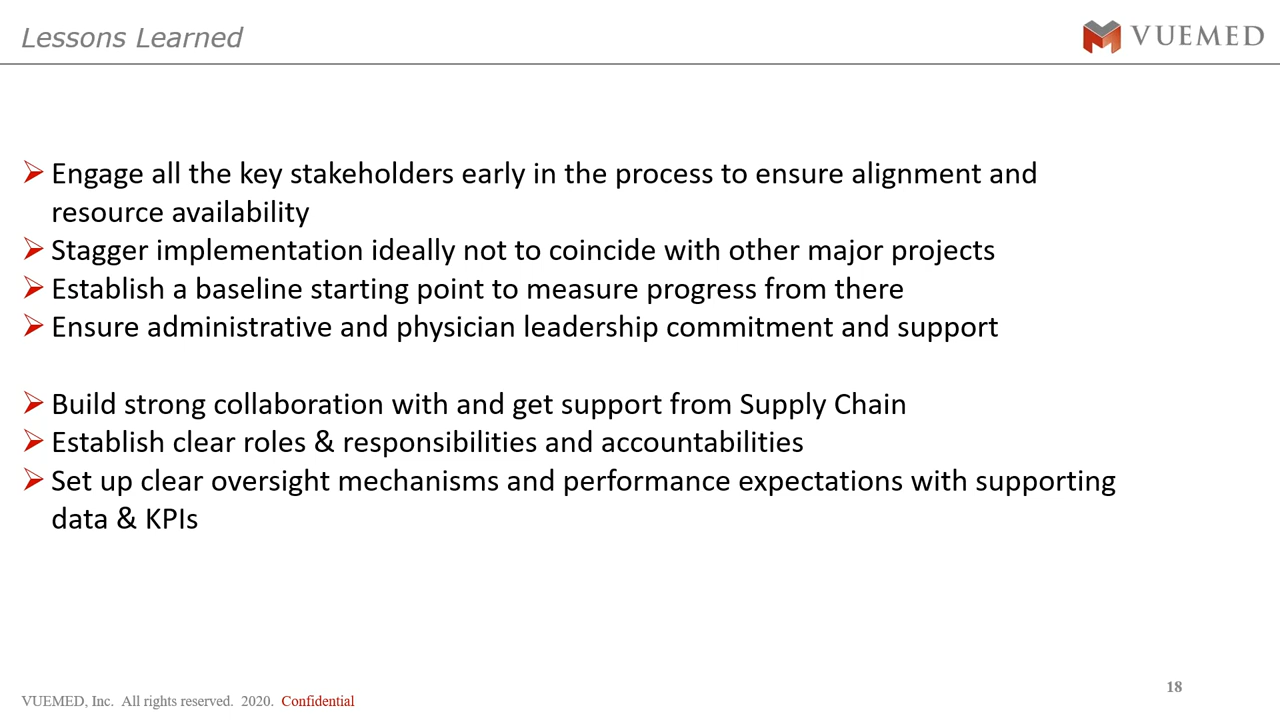 Lessons Learned
VUEMED
➢ Engage all the key stakeholders early in the process to ensure alignment and
resource availability
➢ Stagger implementation ideally not to coincide with other major projects
➢ Establish a baseline starting point to measure progress from there
➢ Ensure administrative and physician leadership commitment and support
➢ Build strong collaboration with and get support from Supply Chain
➢ Establish clear roles & responsibilities and accountabilities
➢ Set up clear oversight mechanisms and performance expectations with supporting
data & KPIs
VUEMED, Inc. All rights reserved. 2020. Confidential
18